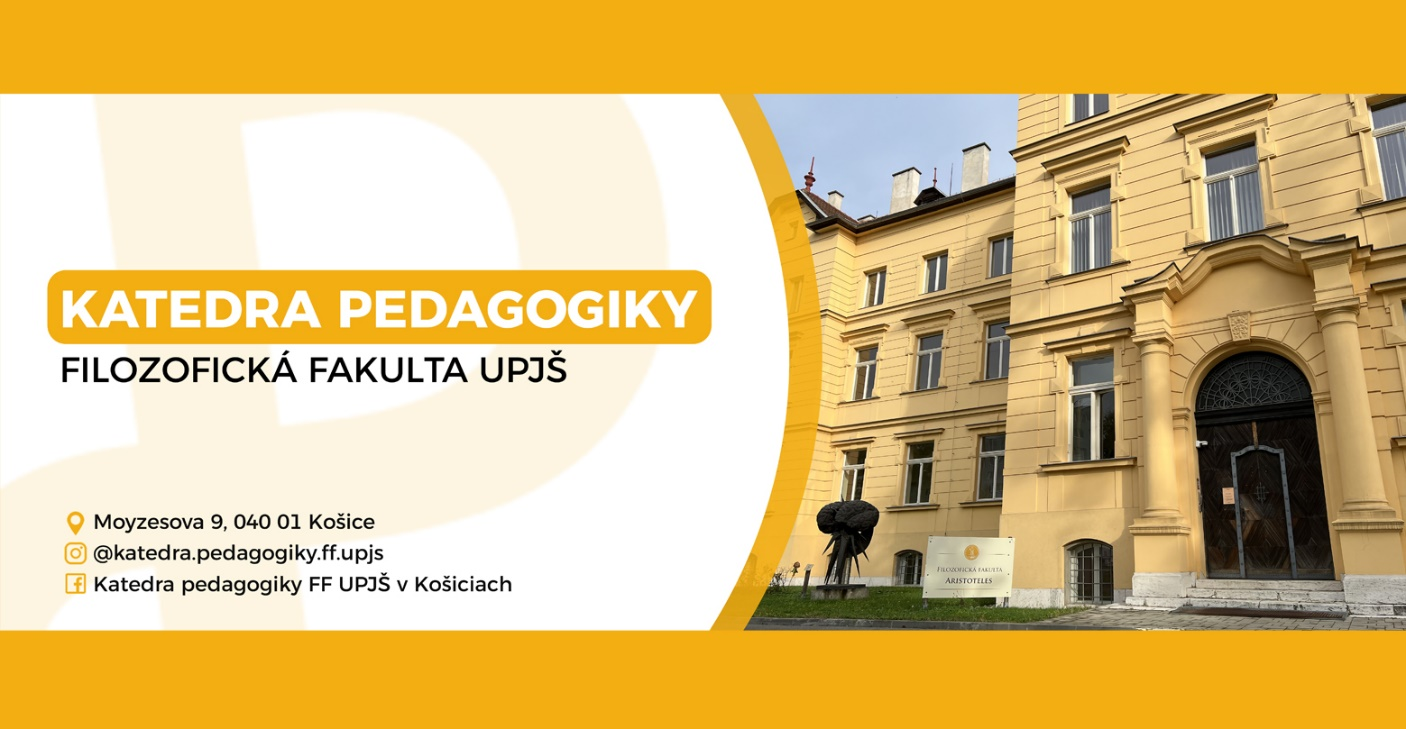 KATEDRA PEDAGOGIKY
FILOZOFICKÁ FAKULTA UPJŠ
Moyzesova 9, 040 01 Košice
@katedra.pedagogiky.ff.upjs
Katedra pedagogiky FF UPJŠ v Košiciach
FILOZOFICKÁ FAKULTA
ARISTOTELES